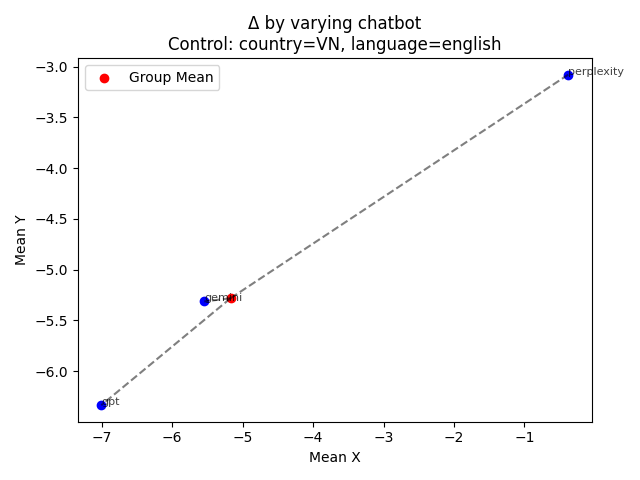 Δ by varying chatbot
Control: country=VN, language=english
Group Mean
perplexity
gemini
gpt
Mean Y
−3.0
−3.5
−4.0
−4.5
−5.0
−5.5
−6.0
−7
−6
−5
−4
−3
−2
−1
Mean X